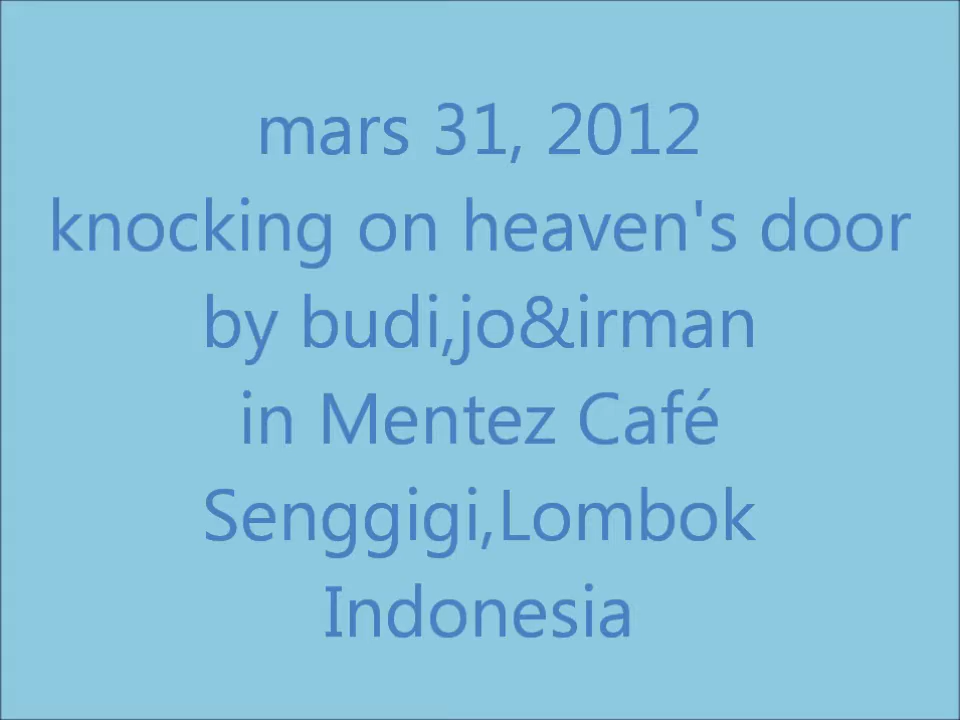 mars 31, 2012
knocking on heaven's door
by budi,jo&irman
in Mentez Café
Senggigi,Lombok
Indonesia